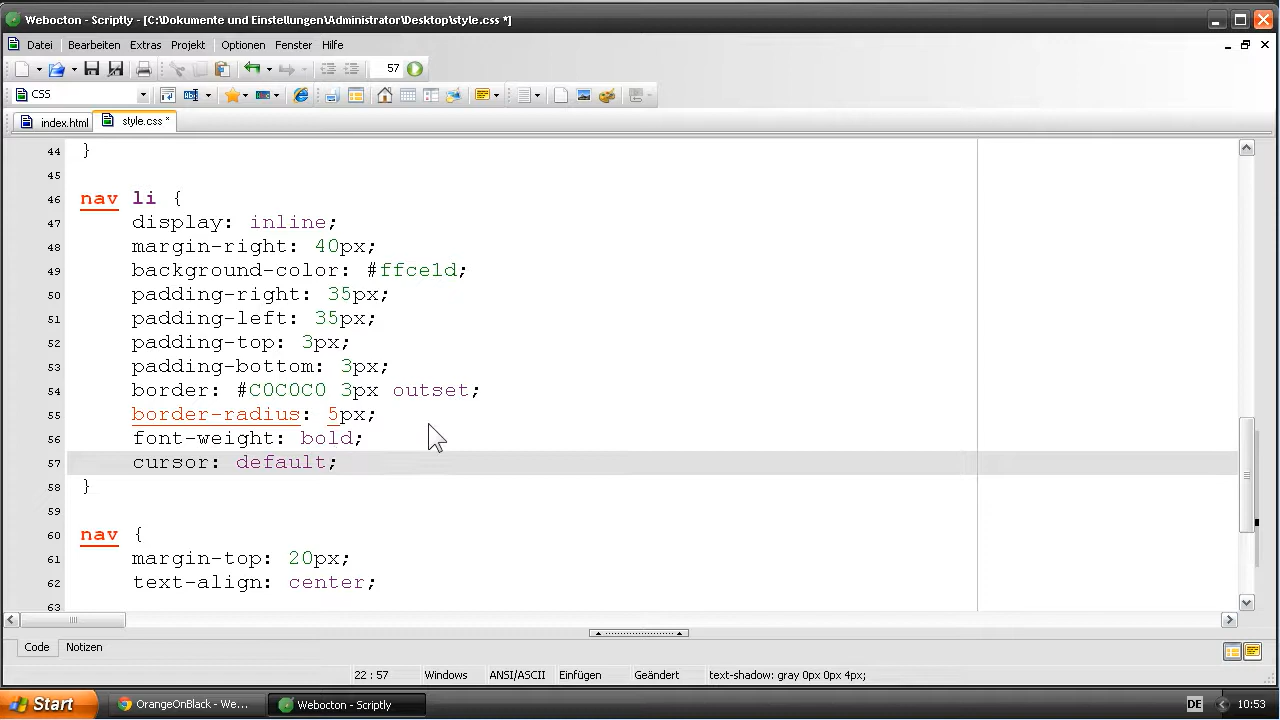 Webocton - Scriptly - [C:\Dokumente und Einstellungen\Administrator\Desktop\style.css *]
Datei Bearbeiten Extras Projekt Optionen Fenster Hilfe
57
CSS
index.html style.css *
44 }
45
46 nav li {
47 display: inline;
48 margin-right: 40px;
49 background-color: #ffce1d;
50 padding-right: 35px;
51 padding-left: 35px;
52 padding-top: 3px;
53 padding-bottom: 3px;
54 border: #C0C0C0 3px outset;
55 border-radius: 5px;
56 font-weight: bold;
57 cursor: default;
58 }
59
60 nav {
61 margin-top: 20px;
62 text-align: center;
63
Code Notizen
22 : 57 Windows ANSI/ASCII Einfügen Geändert text-shadow: gray 0px 0px 4px;
Start OrangeOnBlack - We... Webocton - Scriptly DE 10:53